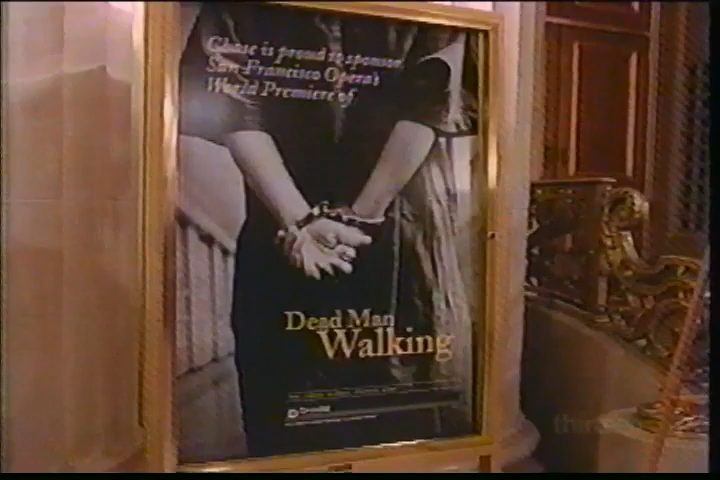 Chase is proud to sponsor
San Francisco Opera's
World Premiere of
Dead Man
Walking